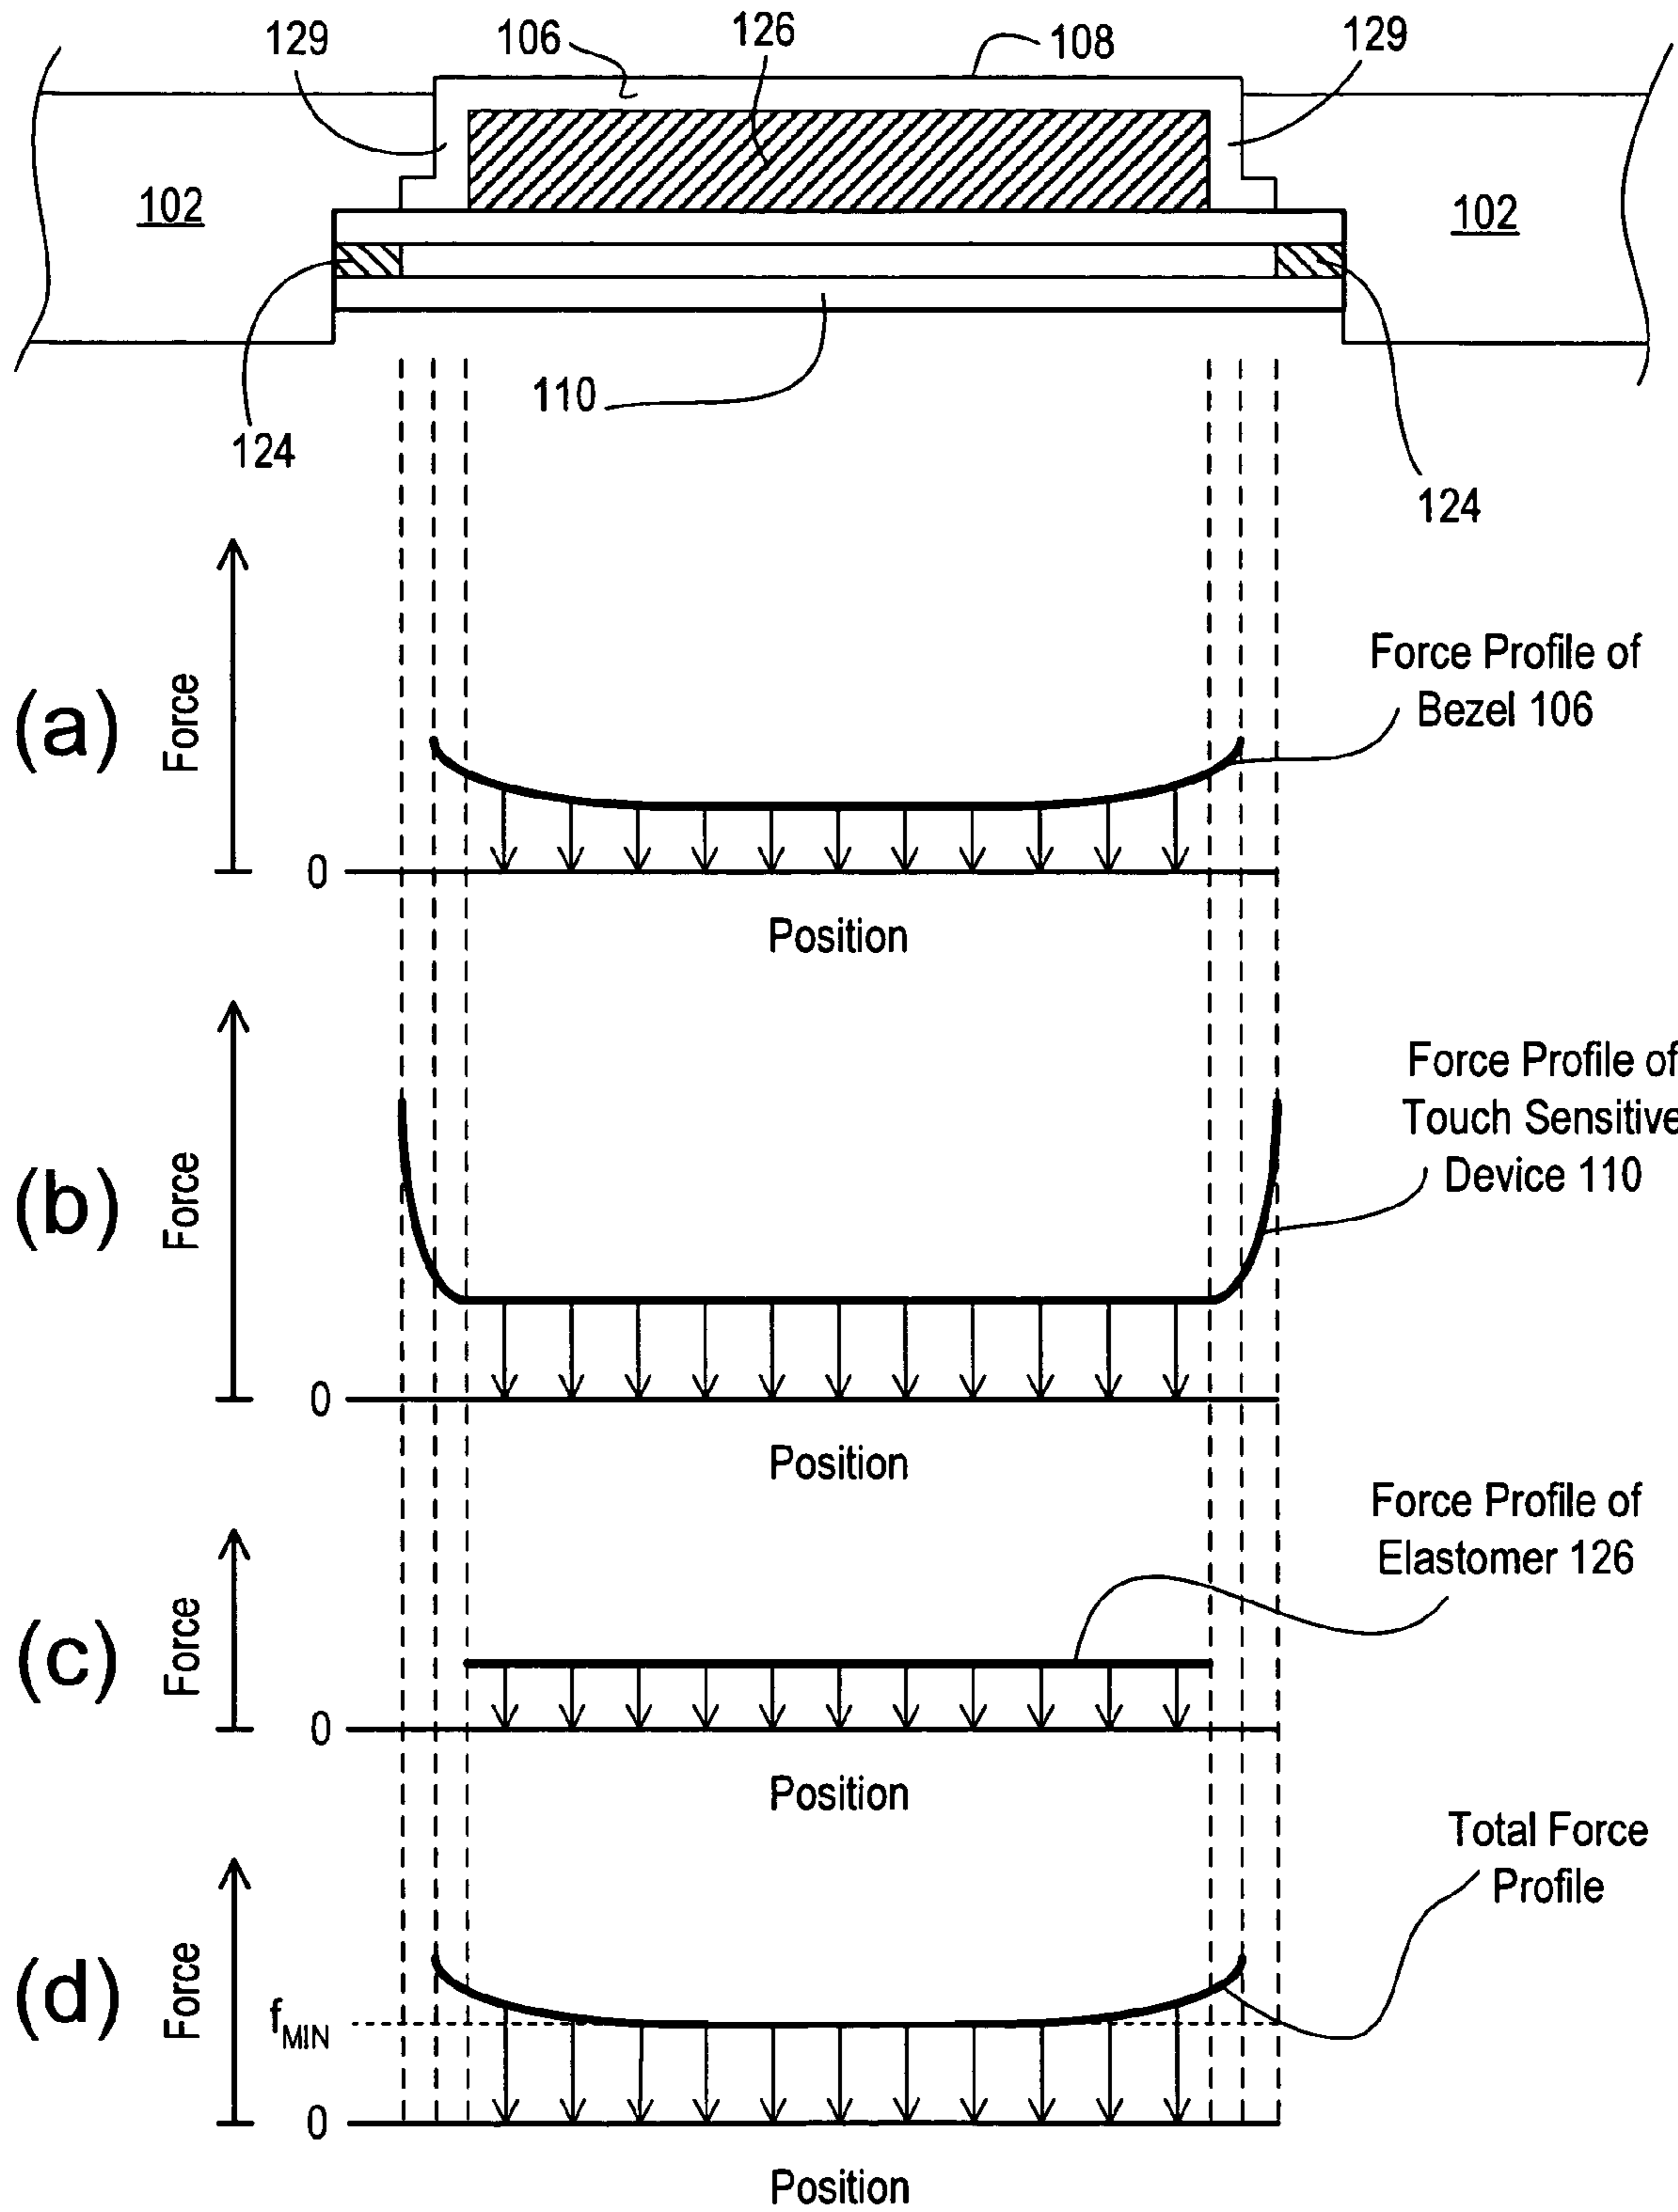 129
106
126
108
129
102
102
124
110
124
(a)
Force
Force Profile of
Bezel 106
0
Position
(b)
Force
Force Profile of
Touch Sensitive
Device 110
0
Position
(c)
Force
Force Profile of
Elastomer 126
0
Position
(d)
Force
Total Force
Profile
fMIN
0
Position